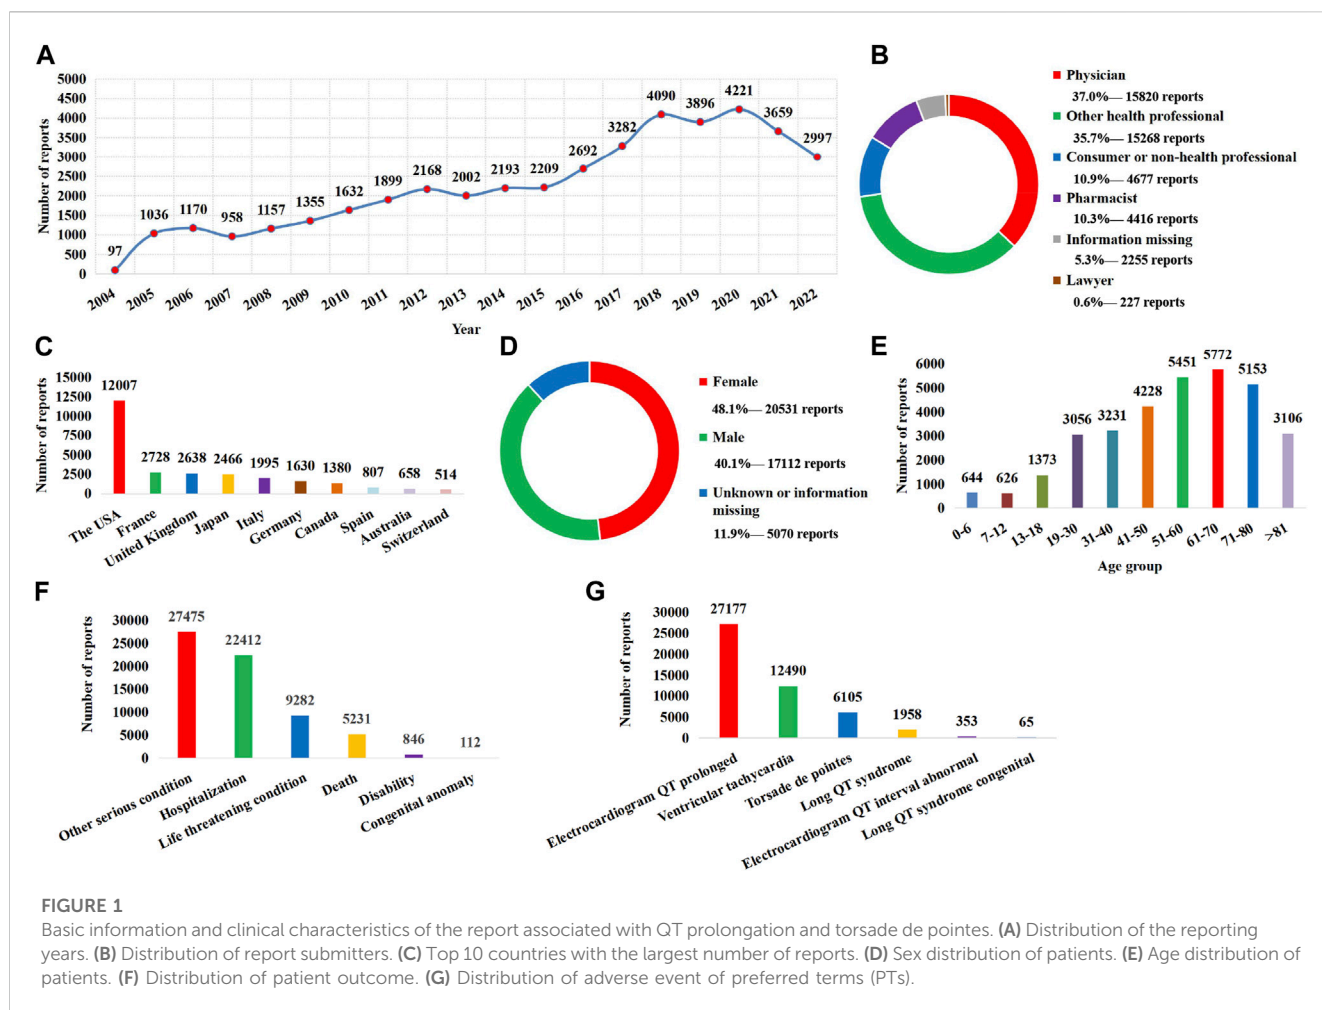 A
Number of reports
5000
4500
4000
3500
3000
2500
2000
1500
1000
500
0
97
1036
1170
958
1157
1355
1632
1899
2168
2002
2193
2209
2692
3282
4090
3896
4221
3659
2997
2004
2005
2006
2007
2008
2009
2010
2011
2012
2013
2014
2015
2016
2017
2018
2019
2020
2021
2022
Year
B
Physician
37.0%— 15820 reports
Other health professional
35.7%— 15268 reports
Consumer or non-health professional
10.9%— 4677 reports
Pharmacist
10.3%— 4416 reports
Information missing
5.3%— 2255 reports
Lawyer
0.6%— 227 reports
C
Number of reports
15000
12500
10000
7500
5000
2500
0
12007
2728
2638
2466
1995
1630
1380
807
658
514
The USA
France
United Kingdom
Japan
Italy
Germany
Canada
Spain
Australia
Switzerland
D
Female
48.1%— 20531 reports
Male
40.1%— 17112 reports
Unknown or information
missing
11.9%— 5070 reports
E
Number of reports
6000
5000
4000
3000
2000
1000
0
644
626
1373
3056
3231
4228
5451
5772
5153
3106
0-6
7-12
13-18
19-30
31-40
41-50
51-60
61-70
71-80
>81
Age group
F
Number of reports
30000
25000
20000
15000
10000
5000
0
27475
22412
9282
5231
846
112
Other serious condition
Hospitalization
Life threatening condition
Death
Disability
Congenital anomaly
G
Number of reports
30000
25000
20000
15000
10000
5000
0
27177
12490
6105
1958
353
65
Electrocardiogram QT prolonged
Ventricular tachycardia
Torsade de pointes
Long QT syndrome
Electrocardiogram QT interval abnormal
Long QT syndrome congenital
FIGURE 1
Basic information and clinical characteristics of the report associated with QT prolongation and torsade de pointes. (A) Distribution of the reporting
years. (B) Distribution of report submitters. (C) Top 10 countries with the largest number of reports. (D) Sex distribution of patients. (E) Age distribution of
patients. (F) Distribution of patient outcome. (G) Distribution of adverse event of preferred terms (PTs).